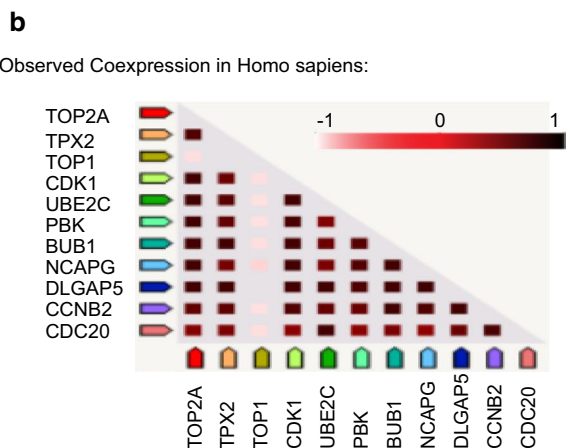 b
Observed Coexpression in Homo sapiens:
-1 0 1
TOP2A
TPX2
TOP1
CDK1
UBE2C
PBK
BUB1
NCAPG
DLGAP5
CCNB2
CDC20
TOP2A
TPX2
TOP1
CDK1
UBE2C
PBK
BUB1
NCAPG
DLGAP5
CCNB2
CDC20